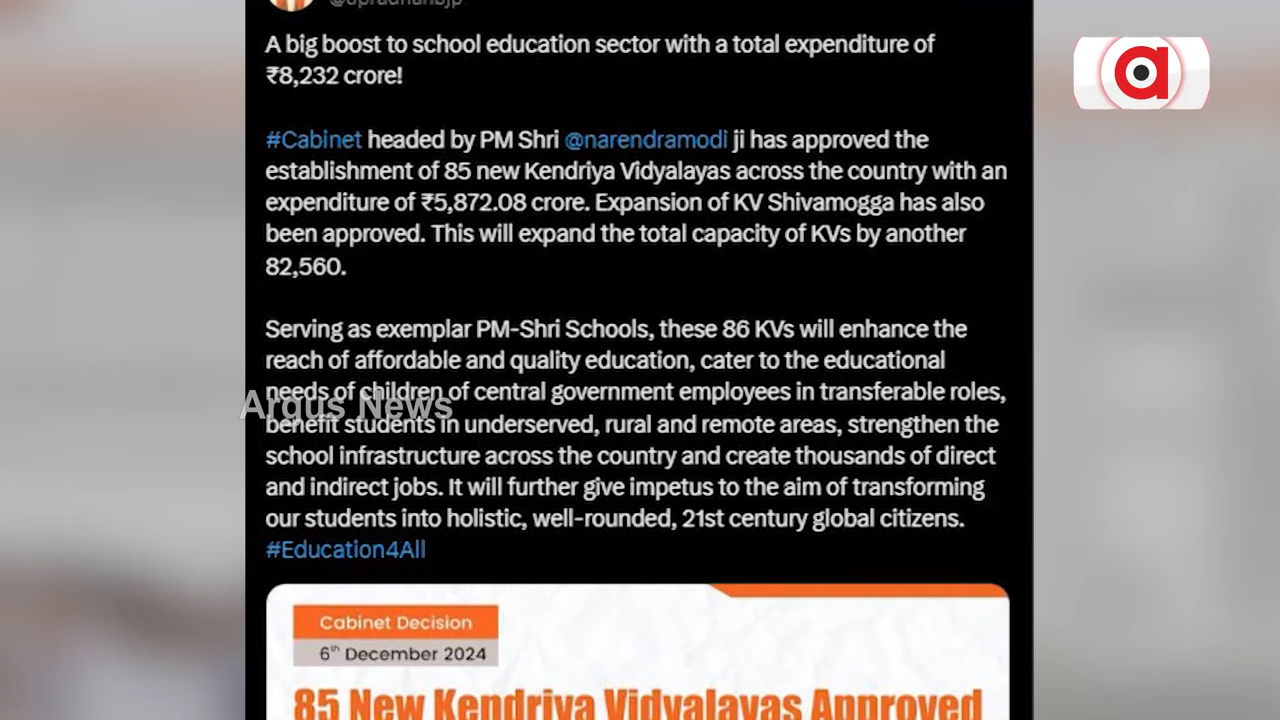 @dpradhanbjp
A big boost to school education sector with a total expenditure of
₹8,232 crore!
#Cabinet headed by PM Shri @narendramodi ji has approved the
establishment of 85 new Kendriya Vidyalayas across the country with an
expenditure of ₹5,872.08 crore. Expansion of KV Shivamogga has also
been approved. This will expand the total capacity of KVs by another
82,560.
Serving as exemplar PM-Shri Schools, these 86 KVs will enhance the
reach of affordable and quality education, cater to the educational
needs of children of central government employees in transferable roles,
Argus News
benefit students in underserved, rural and remote areas, strengthen the
school infrastructure across the country and create thousands of direct
and indirect jobs. It will further give impetus to the aim of transforming
our students into holistic, well-rounded, 21st century global citizens.
#Education4All
Cabinet Decision
6th December 2024
85 New Kendriya Vidyalayas Approved